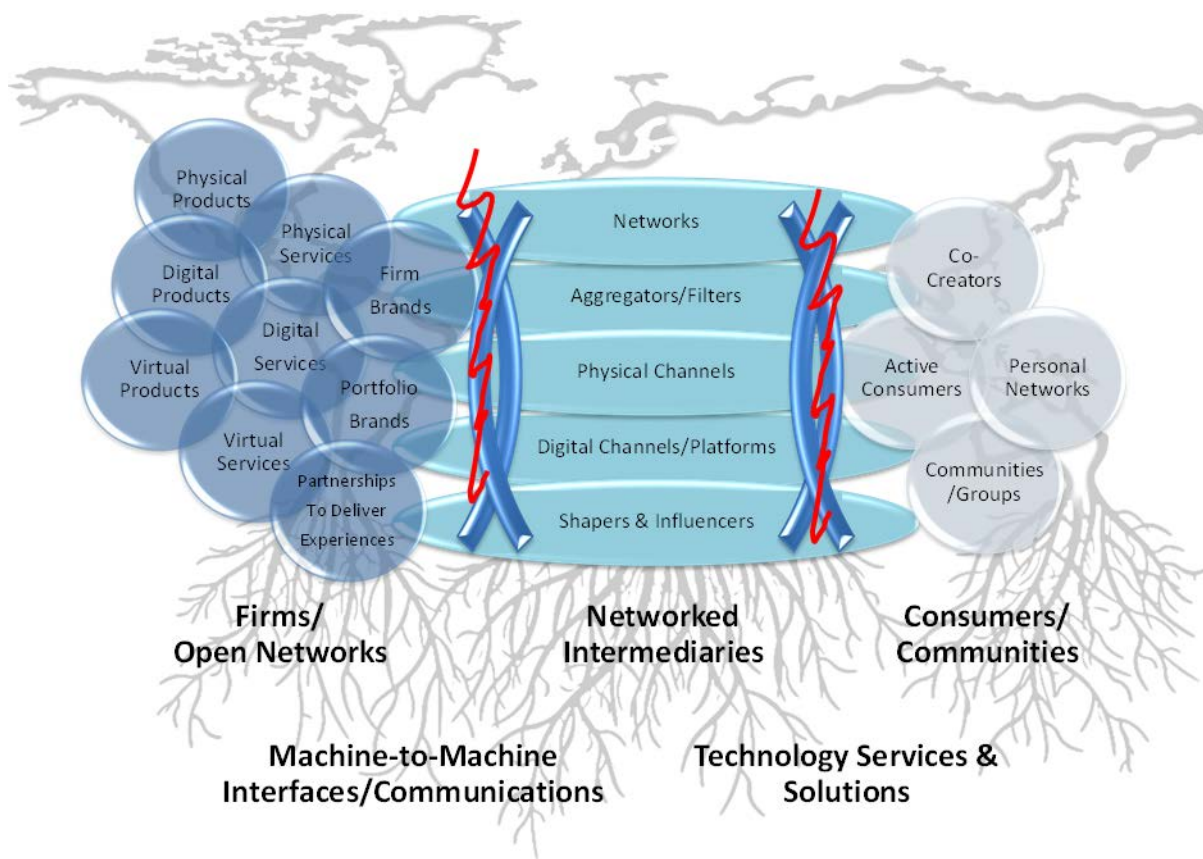 Physical
Products
Physical
Services
Digital
Products
Firm
Brands
Digital
Services
Virtual
Products
Portfolio
Brands
Virtual
Services
Partnerships
To Deliver
Experiences
Networks
Aggregators/Filters
Physical Channels
Digital Channels/Platforms
Shapers & Influencers
Co-
Creators
Active
Consumers
Personal
Networks
Communities
/Groups
Firms/
Open Networks
Networked
Intermediaries
Consumers/
Communities
Machine-to-Machine
Interfaces/Communications
Technology Services &
Solutions